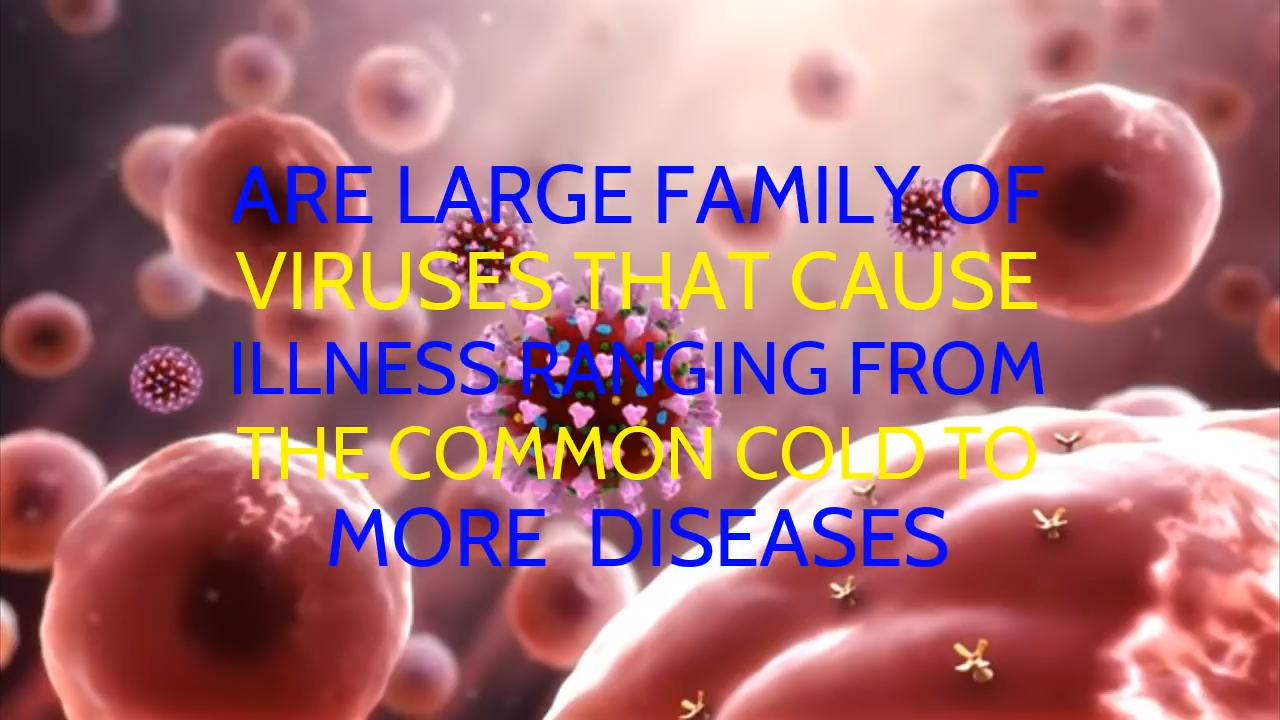 ARE LARGE FAMILY OF
VIRUSES THAT CAUSE
ILLNESS RANGING FROM
THE COMMON COLD TO
MORE  DISEASES